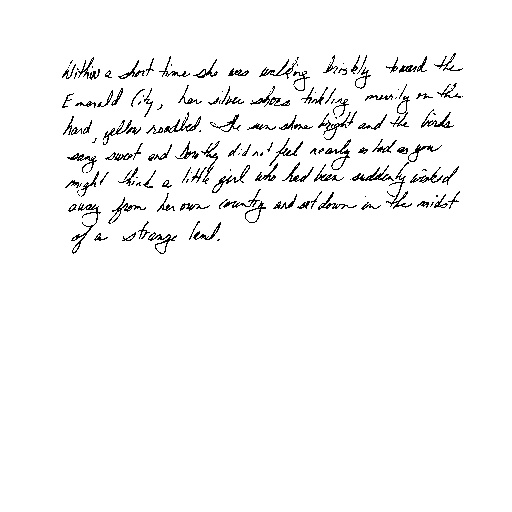 Within a short time she was walking briskly toward the
Emerald City, her silver shoes tinkling merrily on the
hard, yellow roadbed. The sun shone bright and the birds
sang sweet and Dorothy did not feel nearly as bad as you
might think a little girl who had been suddenly whisked
away from her own country and set down in the midst
of a strange land.